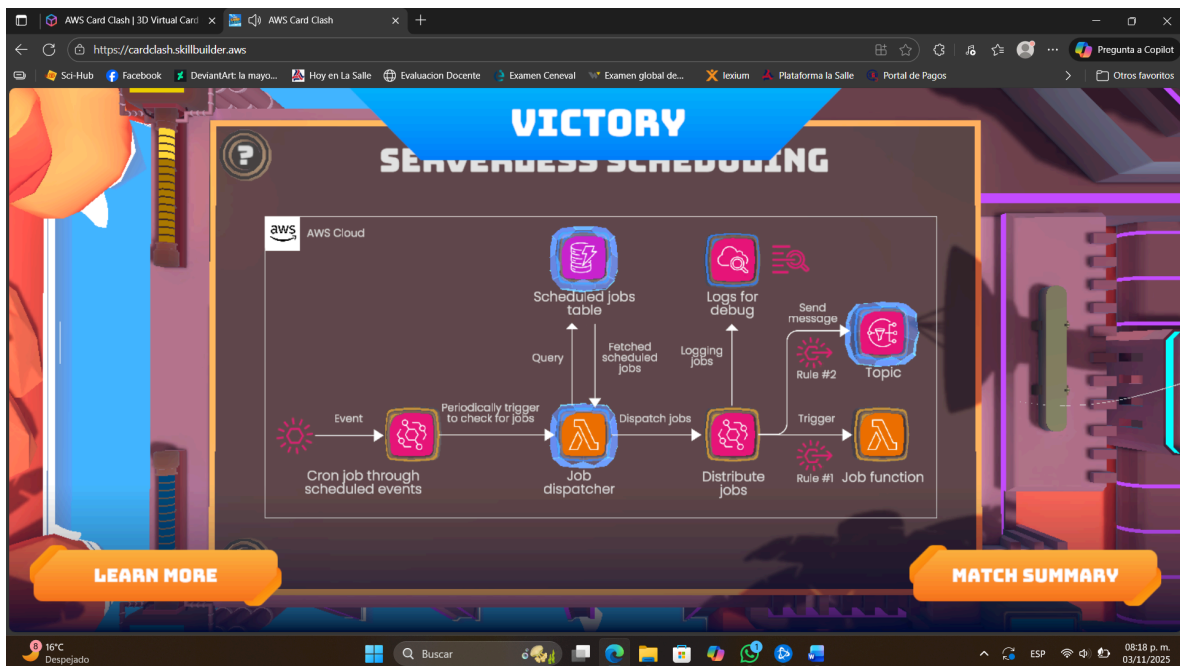 AWS Card Clash | 3D Virtual Card
AWS Card Clash
https://cardclash.skillbuilder.aws
Pregunta a Copilot
Sci-Hub
Facebook
DeviantArt: la mayo...
Hoy en La Salle
Evaluacion Docente
Examen Ceneval
Examen global de...
lexium
Plataforma la Salle
Portal de Pagos
Otros favoritos
VICTORY
SERVERLESS SCHEDULING
?
aws
AWS Cloud
Scheduled jobs
table
Logs for
debug
Send
message
Rule #2
Topic
Query
Fetched
scheduled
jobs
Logging
jobs
Event
Periodically trigger
to check for jobs
Dispatch jobs
Trigger
Cron job through
scheduled events
Job
dispatcher
Distribute
jobs
Rule #1
Job function
LEARN MORE
MATCH SUMMARY
8
16°C
Despejado
Buscar
1
ESP
08:18 p. m.
03/11/2025